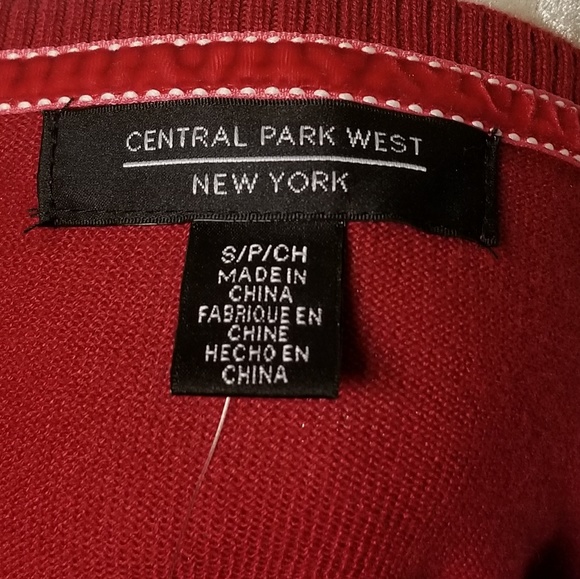 CENTRAL PARK WEST
NEW YORK
S/P/CH
MADE IN
CHINA
FABRIQUE EN
CHINE
HECHO EN
CHINA